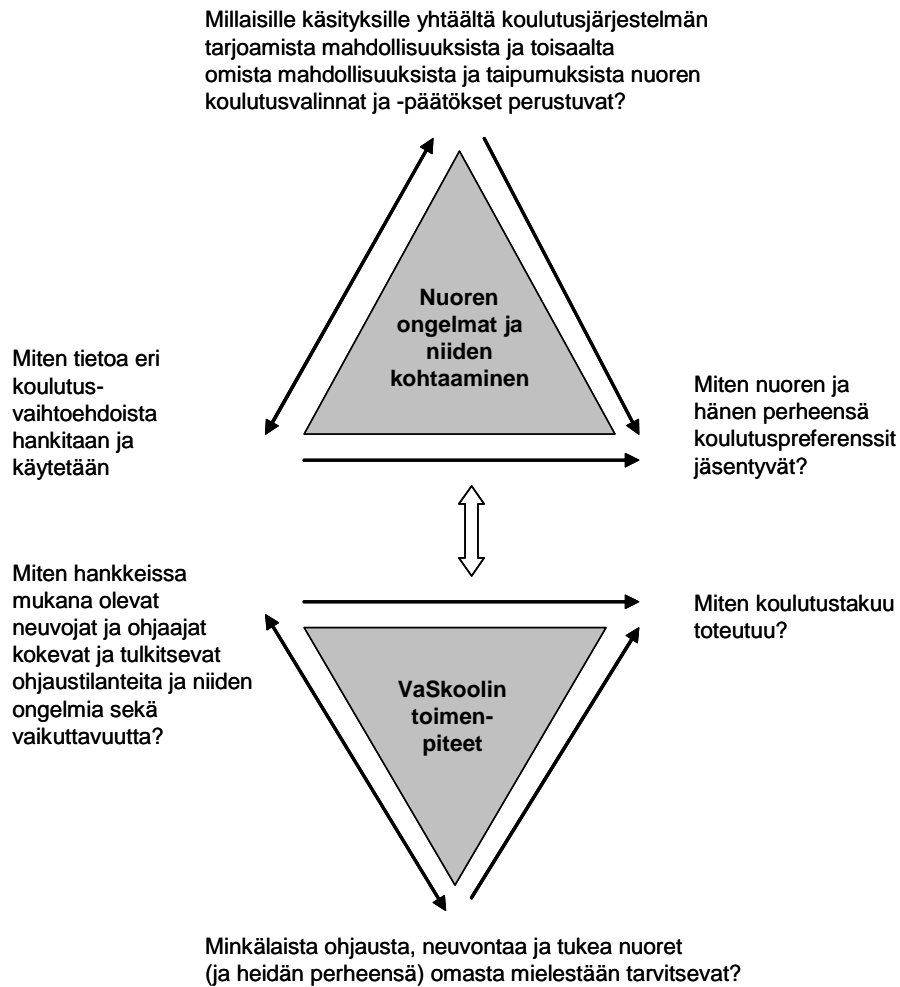 Millaisille käsityksille yhtäältä koulutusjärjestelmän
tarjoamista mahdollisuuksista ja toisaalta
omista mahdollisuuksista ja taipumuksista nuoren
koulutusvalinnat ja -päätökset perustuvat?
Nuoren
ongelmat ja
niiden
kohtaaminen
Miten tietoa eri
koulutus-
vaihtoehdoista
hankitaan ja
käytetään
Miten nuoren ja
hänen perheensä
koulutuspreferenssit
jäsentyvät?
Miten hankkeissa
mukana olevat
neuvojat ja ohjaajat
kokevat ja tulkitsevat
ohjaustilanteita ja niiden
ongelmia sekä
vaikuttavuutta?
Miten koulutustakuu
toteutuu?
VaSkoolin
toimen-
piteet
Minkälaista ohjausta, neuvontaa ja tukea nuoret
(ja heidän perheensä) omasta mielestään tarvitsevat?